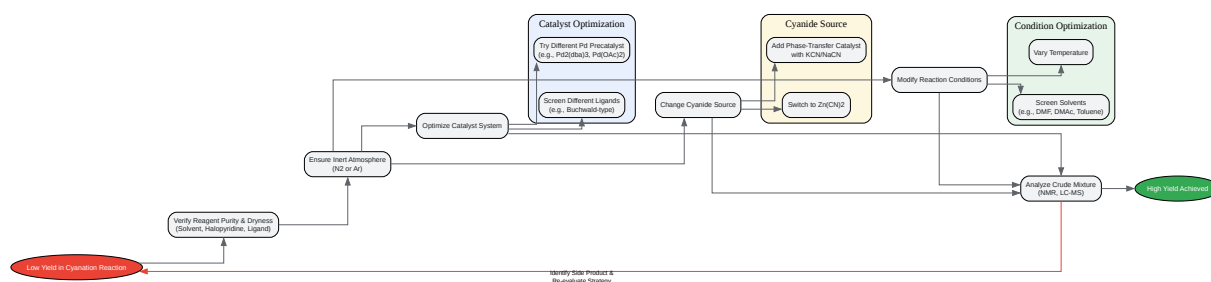 Catalyst Optimization
Try Different Pd Precatalyst
(e.g., Pd2(dba)3, Pd(OAc)2)
Screen Different Ligands
(e.g., Buchwald-type)
Cyanide Source
Add Phase-Transfer Catalyst
with KCN/NaCN
Switch to Zn(CN)2
Condition Optimization
Vary Temperature
Screen Solvents
(e.g., DMF, DMAc, Toluene)
Modify Reaction Conditions
Change Cyanide Source
Optimize Catalyst System
Ensure Inert Atmosphere
(N2 or Ar)
Analyze Crude Mixture
(NMR, LC-MS)
High Yield Achieved
Verify Reagent Purity & Dryness
(Solvent, Halopyridine, Ligand)
Low Yield in Cyanation Reaction
Identify Side Product &
Re-evaluate Strategy